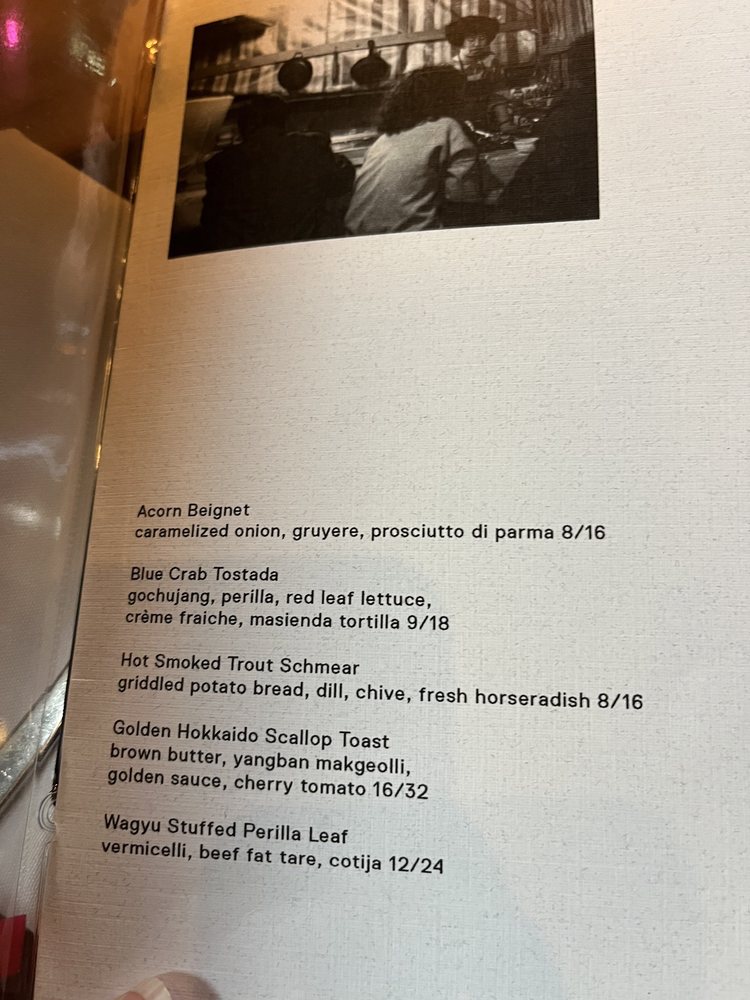 Acorn Beignet
caramelized onion, gruyere, prosciutto di parma 8/16
Blue Crab Tostada
gochujang, perilla, red leaf lettuce,
crème fraiche, masienda tortilla 9/18
Hot Smoked Trout Schmear
griddled potato bread, dill, chive, fresh horseradish 8/16
Golden Hokkaido Scallop Toast
brown butter, yangban makgeolli,
golden sauce, cherry tomato 16/32
Wagyu Stuffed Perilla Leaf
vermicelli, beef fat tare, cotija 12/24